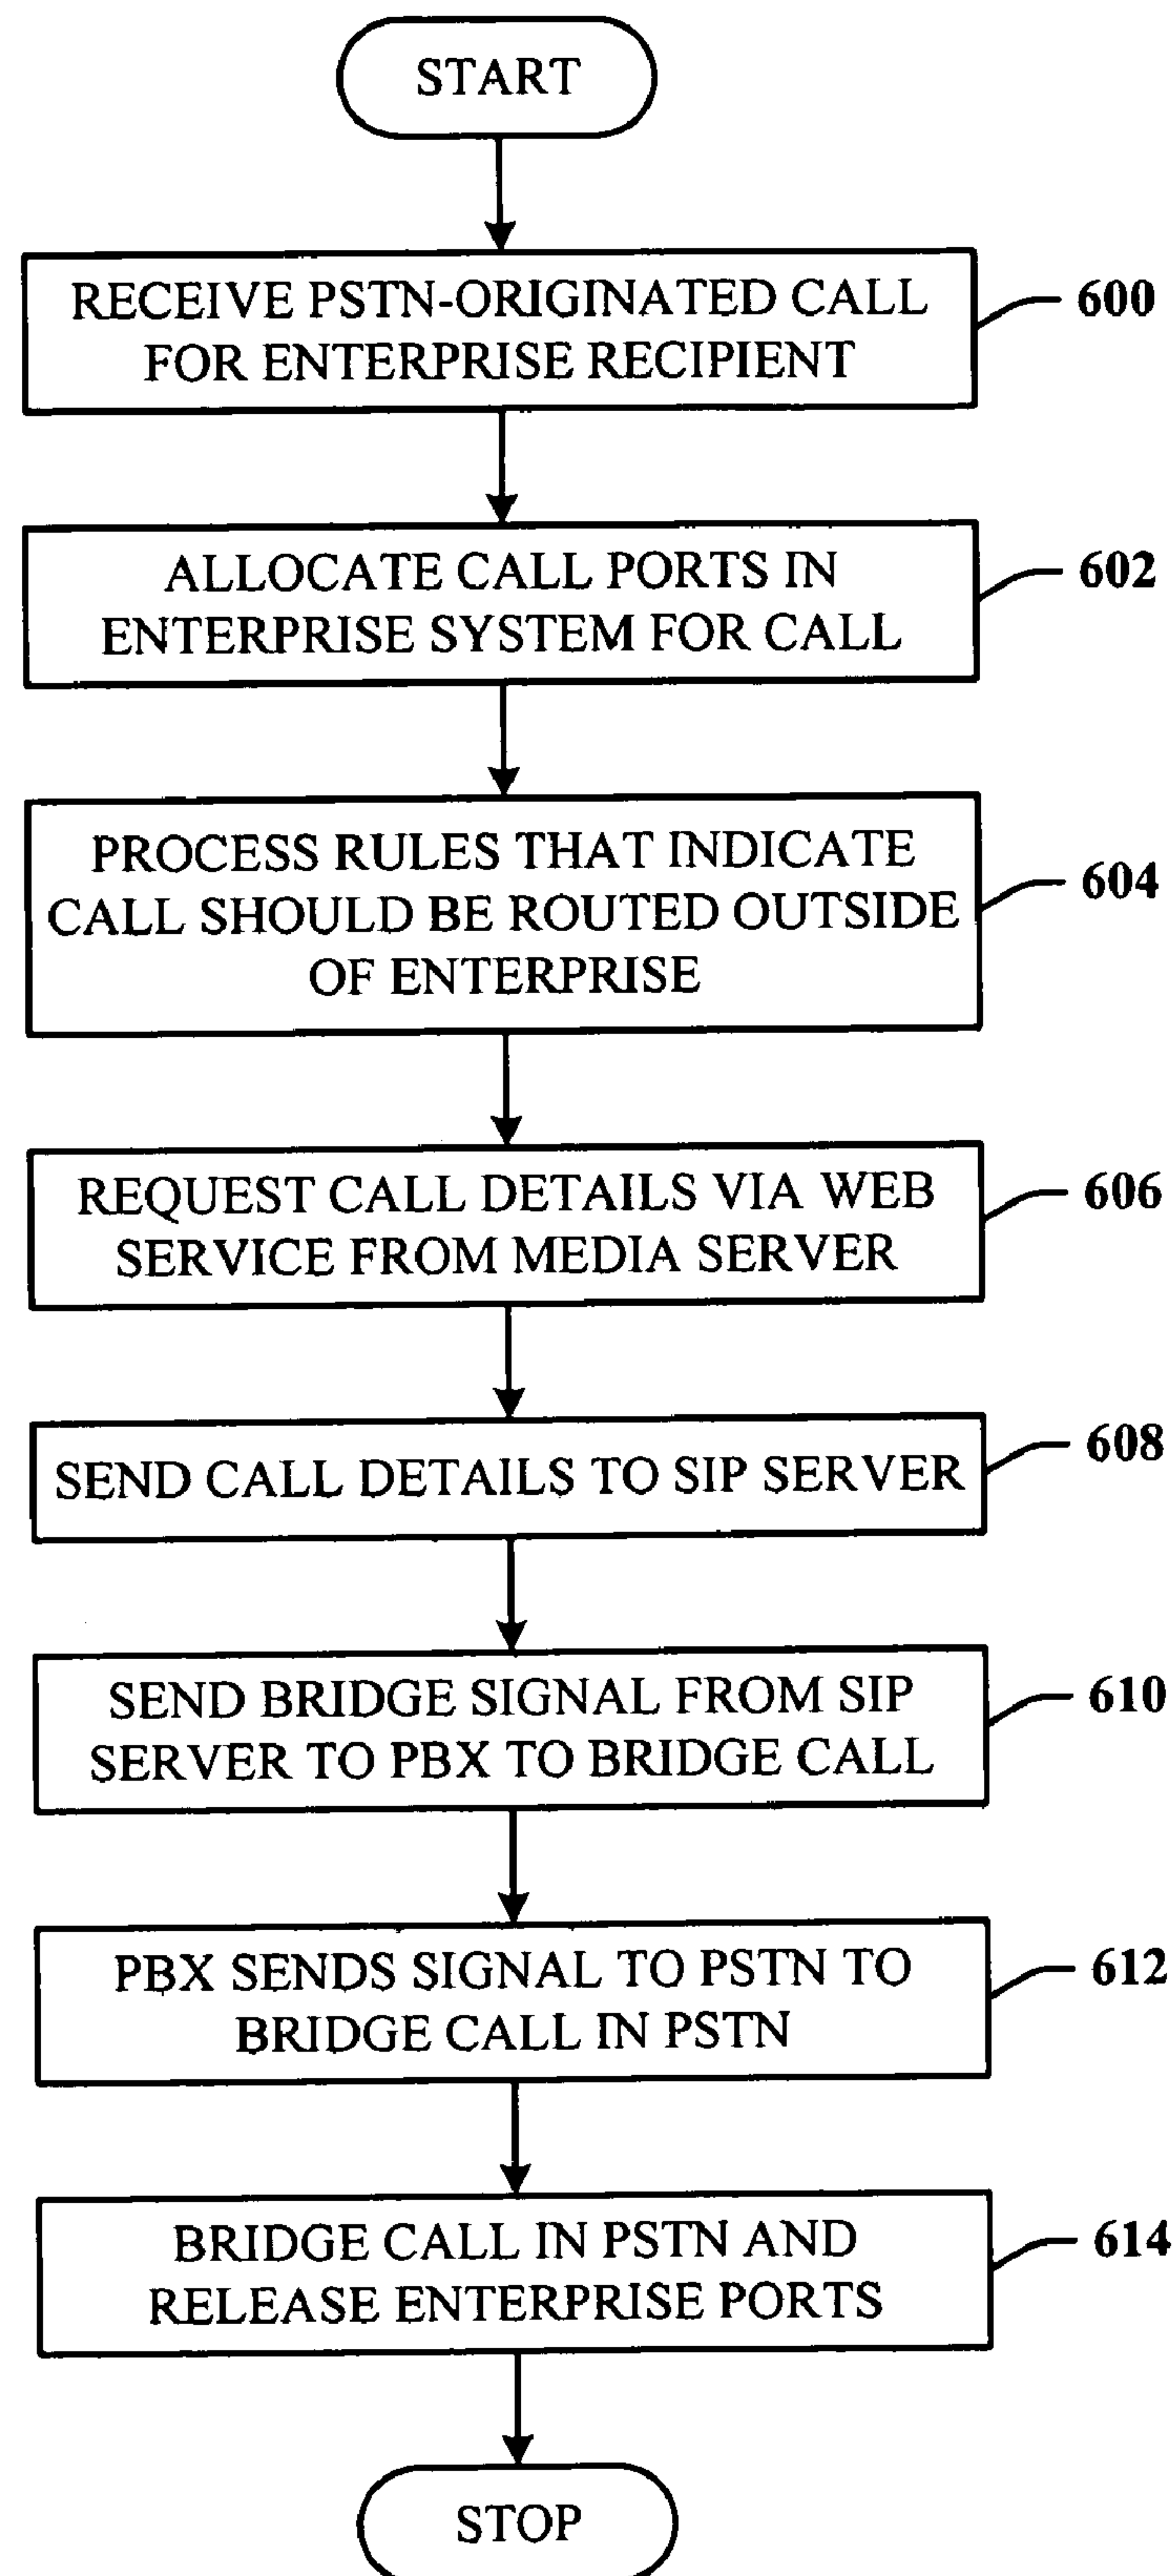 START
RECEIVE PSTN-ORIGINATED CALL
FOR ENTERPRISE RECIPIENT
600
ALLOCATE CALL PORTS IN
ENTERPRISE SYSTEM FOR CALL
602
PROCESS RULES THAT INDICATE
CALL SHOULD BE ROUTED OUTSIDE
OF ENTERPRISE
604
REQUEST CALL DETAILS VIA WEB
SERVICE FROM MEDIA SERVER
606
SEND CALL DETAILS TO SIP SERVER
608
SEND BRIDGE SIGNAL FROM SIP
SERVER TO PBX TO BRIDGE CALL
610
PBX SENDS SIGNAL TO PSTN TO
BRIDGE CALL IN PSTN
612
BRIDGE CALL IN PSTN AND
RELEASE ENTERPRISE PORTS
614
STOP